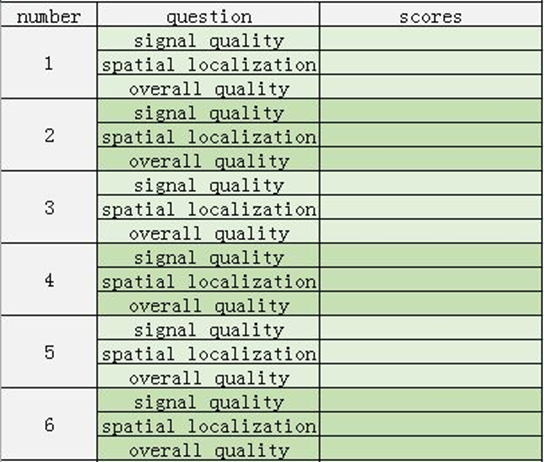 number question scores
1 signal quality
spatial localization
overall quality
2 signal quality
spatial localization
overall quality
3 signal quality
spatial localization
overall quality
4 signal quality
spatial localization
overall quality
5 signal quality
spatial localization
overall quality
6 signal quality
spatial localization
overall quality